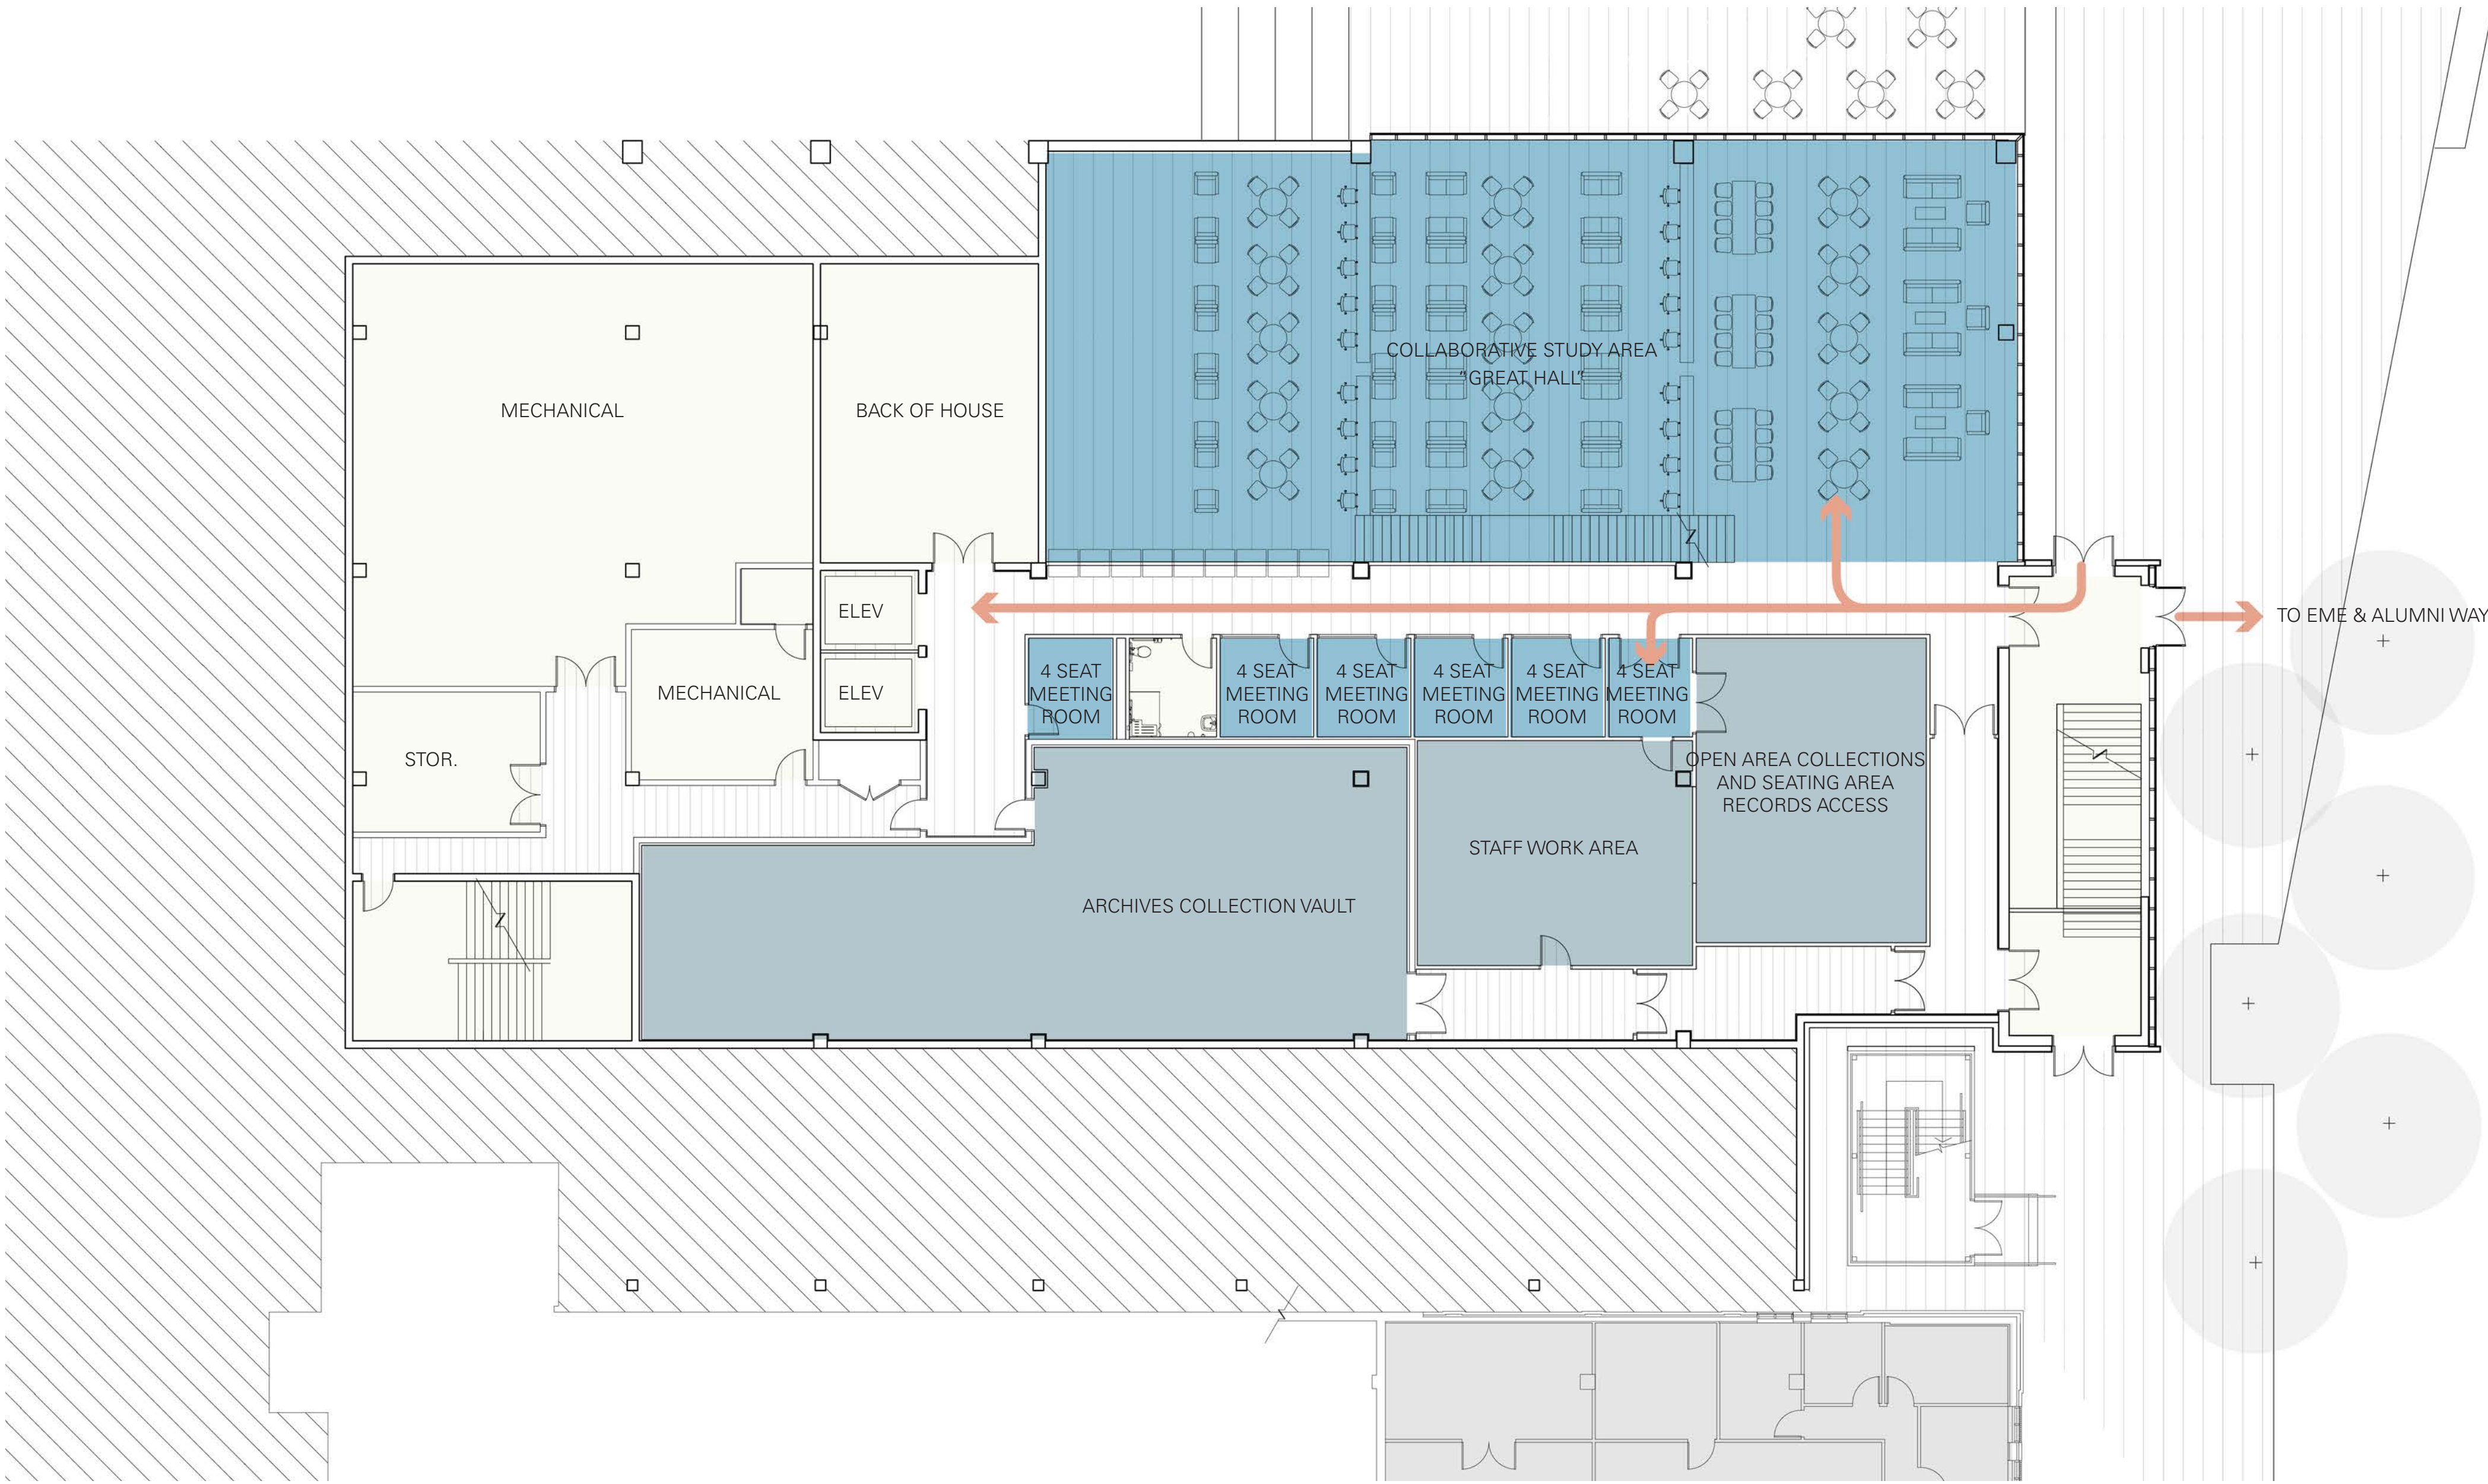 COLLABORATIVE STUDY AREA
"GREAT HALL"
MECHANICAL
BACK OF HOUSE
ELEV
TO EME & ALUMNI WAY
4 SEAT
MEETING
ROOM
4 SEAT
MEETING
ROOM
4 SEAT
MEETING
ROOM
4 SEAT
MEETING
ROOM
4 SEAT
MEETING
ROOM
4 SEAT
MEETING
ROOM
MECHANICAL
ELEV
STOR.
OPEN AREA COLLECTIONS
AND SEATING AREA
RECORDS ACCESS
STAFF WORK AREA
ARCHIVES COLLECTION VAULT